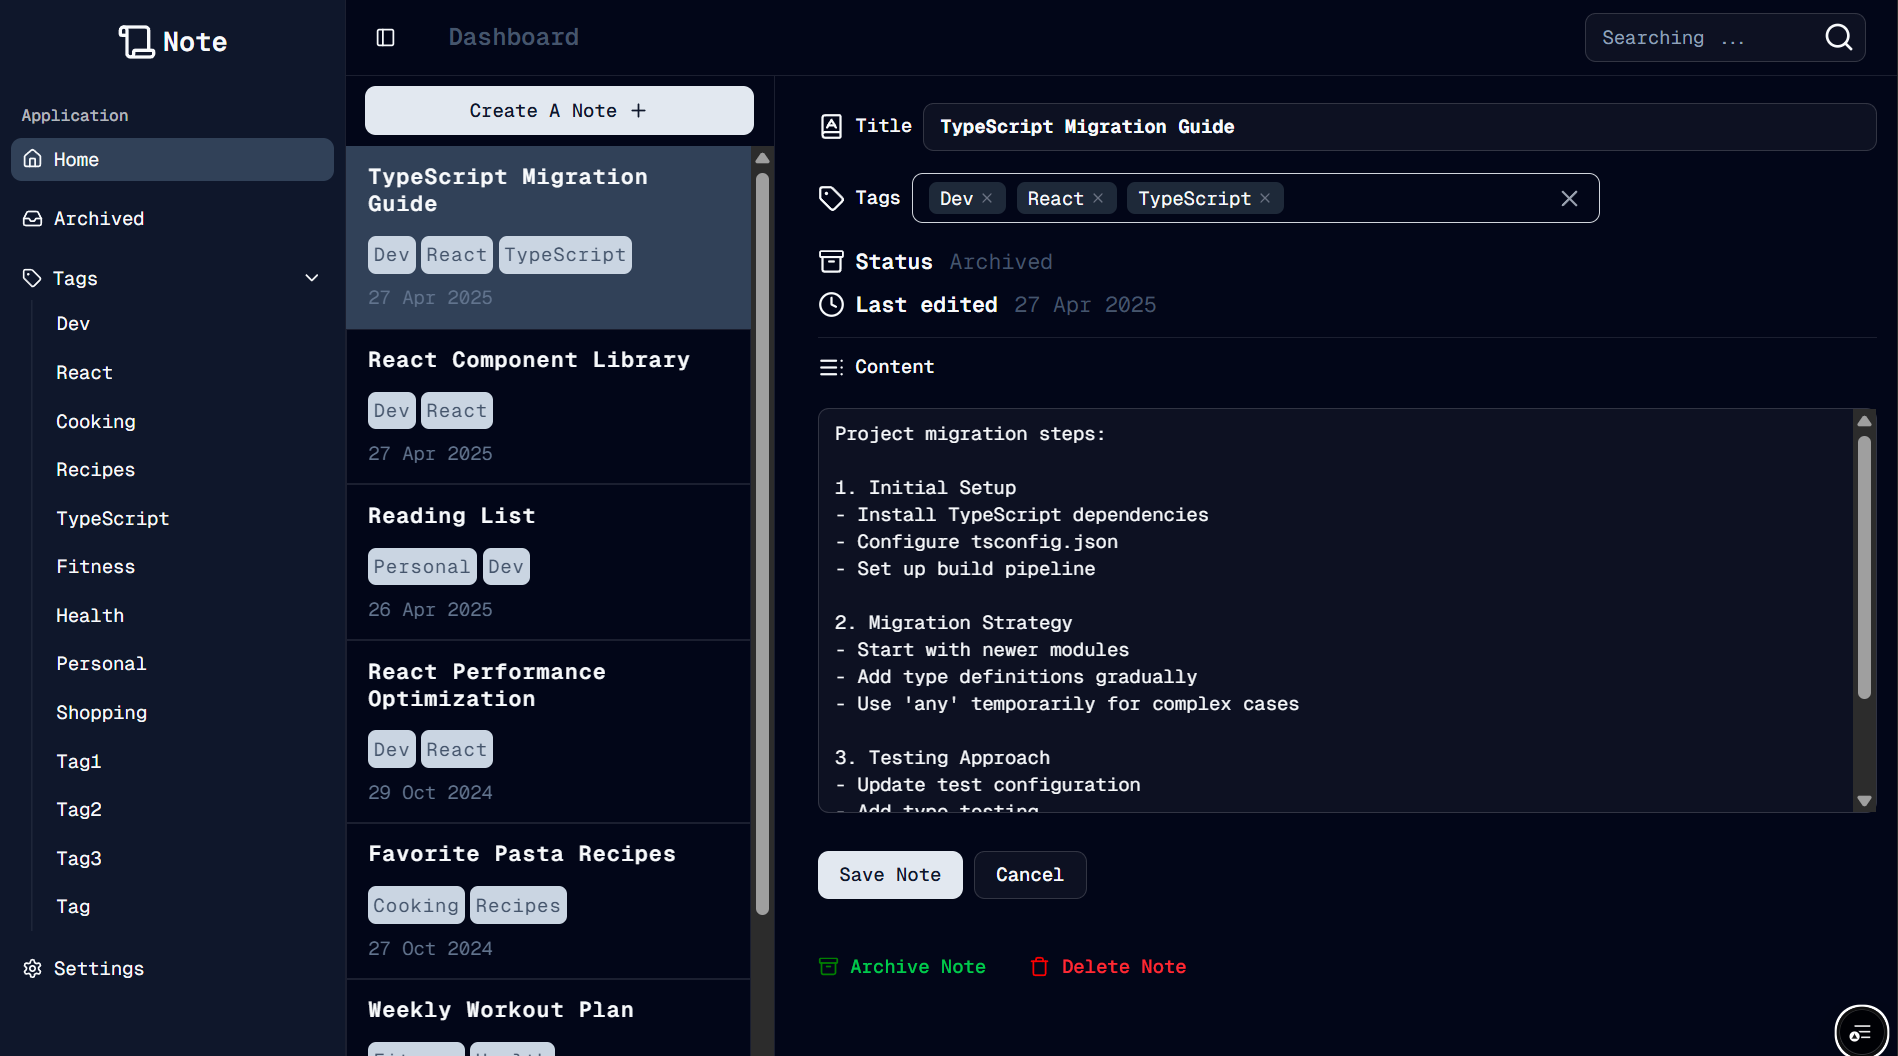 Note
Application
Home
Archived
Tags
Dev
React
Cooking
Recipes
TypeScript
Fitness
Health
Personal
Shopping
Tag1
Tag2
Tag3
Tag
Settings
Dashboard
Searching ...
Create A Note +
TypeScript Migration
Guide
Dev React TypeScript
27 Apr 2025
React Component Library
Dev React
27 Apr 2025
Reading List
Personal Dev
26 Apr 2025
React Performance
Optimization
Dev React
29 Oct 2024
Favorite Pasta Recipes
Cooking Recipes
27 Oct 2024
Weekly Workout Plan
Fitness Health
Title TypeScript Migration Guide
Tags Dev × React × TypeScript ×
Status Archived
Last edited 27 Apr 2025
Content
Project migration steps:
1. Initial Setup
- Install TypeScript dependencies
- Configure tsconfig.json
- Set up build pipeline
2. Migration Strategy
- Start with newer modules
- Add type definitions gradually
- Use 'any' temporarily for complex cases
3. Testing Approach
- Update test configuration
- Add type testing
Save Note Cancel
Archive Note Delete Note